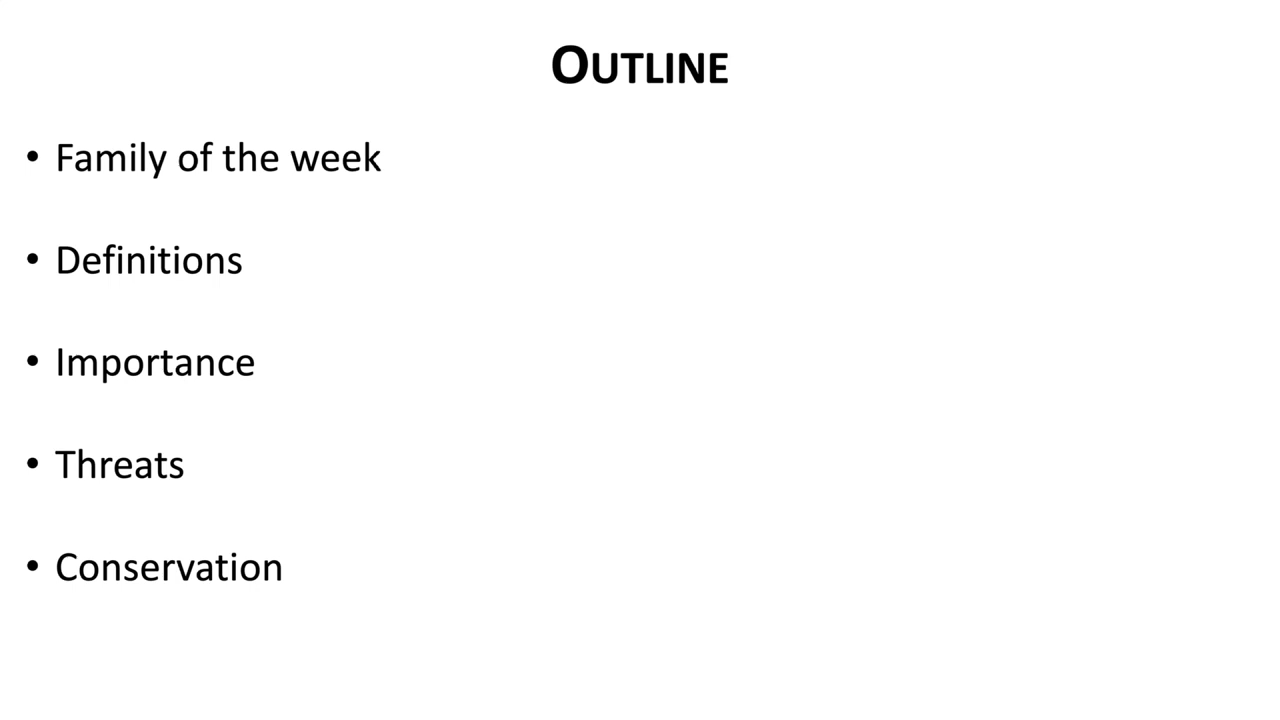 OUTLINE
• Family of the week
• Definitions
• Importance
• Threats
• Conservation